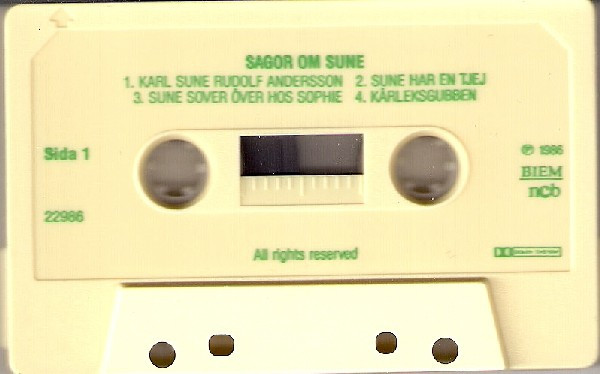 SAGOR OM SUNE
1. KARL SUNE RUDOLF ANDERSSON 2. SUNE HAR EN TJEJ
3. SUNE SOVER ÖVER HOS SOPHIE 4. KÄRLEKSGUBBEN
Sida 1
℗ 1986
BIEM
ncb
22986
All rights reserved